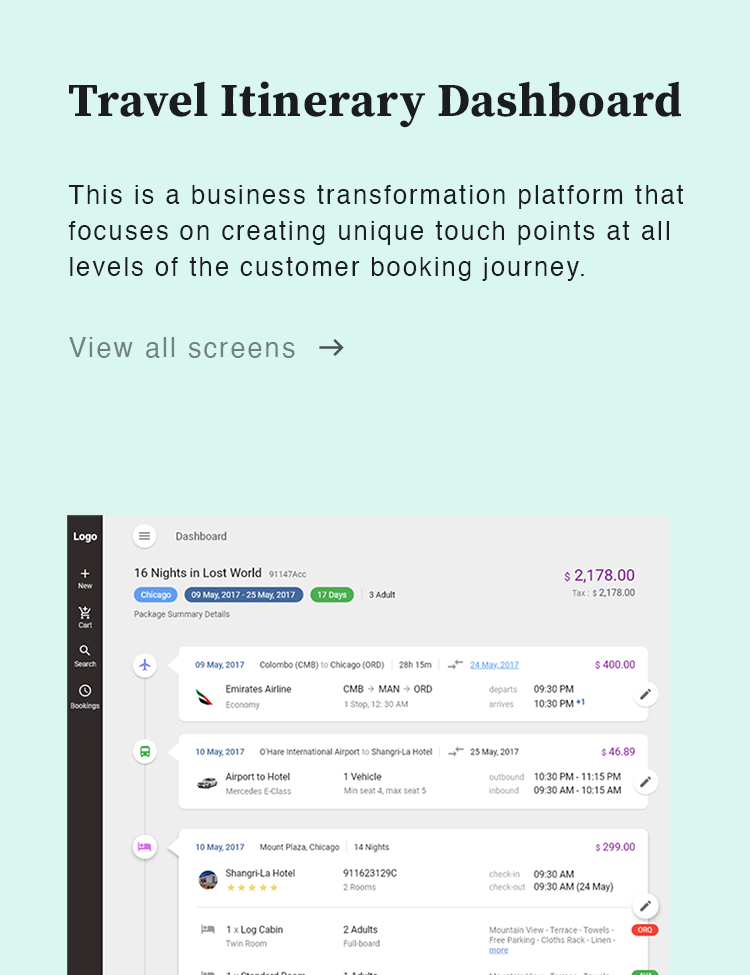 Travel Itinerary Dashboard
This is a business transformation platform that
focuses on creating unique touch points at all
levels of the customer booking journey.
View all screens →
Logo
Dashboard
New
Cart
Search
Bookings
16 Nights in Lost World 91147Acc
$ 2,178.00
Chicago 09 May, 2017 - 25 May, 2017 17 Days 3 Adult
Tax : $ 2,178.00
Package Summary Details
09 May, 2017 Colombo (CMB) to Chicago (ORD) 28h 15m 24 May, 2017 $ 400.00
Emirates Airline CMB → MAN → ORD departs 09:30 PM
Economy 1 Stop, 12: 30 AM arrives 10:30 PM +1
10 May, 2017 O'Hare International Airport to Shangri-La Hotel 25 May, 2017 $ 46.89
Airport to Hotel 1 Vehicle outbound 10:30 PM - 11:15 PM
Mercedes E-Class Min seat 4, max seat 5 inbound 09:30 AM - 10:15 AM
10 May, 2017 Mount Plaza, Chicago 14 Nights $ 299.00
Shangri-La Hotel 911623129C check-in 09:30 AM
2 Rooms check-out 09:30 AM (24 May)
1 x Log Cabin 2 Adults Mountain View - Terrace - Towels - ORQ
Twin Room Full-board Free Parking - Cloths Rack - Linen -
more